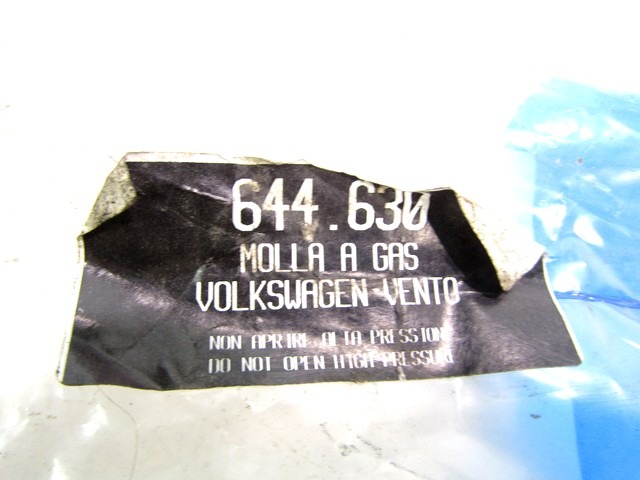 644.630
MOLLA A GAS
VOLKSWAGEN-VENTO
NON APRIRE ALTA PRESSIONE
DO NOT OPEN HIGH PRESSURE